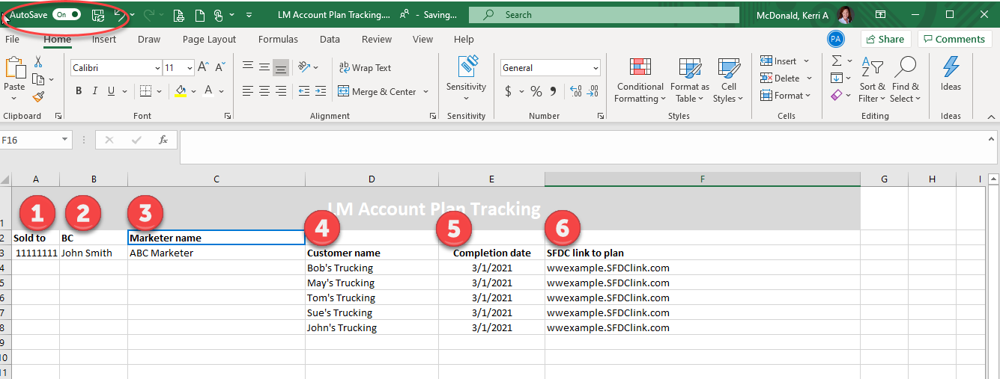 AutoSave On LM Account Plan Tracking.... - Saving... Search McDonald, Kerri A
File Home Insert Draw Page Layout Formulas Data Review View Help PA Share Comments
Paste Calibri 11 A A Wrap Text General Sensitivity Conditional Formatting Format as Table Cell Styles Insert Sort & Filter Find & Select Ideas
B I U A Merge & Center $ % 9 Delete
Format
Clipboard Font Alignment Sensitivity Number Styles Cells Editing Ideas
F16 fx
A B C D E F G H I
1 2 3 LM Account Plan Tracking
1
4 5 6
2 Sold to BC Marketer name
3 11111111 John Smith ABC Marketer Customer name Completion date SFDC link to plan
4 Bob's Trucking 3/1/2021 wwexample.SFDClink.com
5 May's Trucking 3/1/2021 wwexample.SFDClink.com
6 Tom's Trucking 3/1/2021 wwexample.SFDClink.com
7 Sue's Trucking 3/1/2021 wwexample.SFDClink.com
8 John's Trucking 3/1/2021 wwexample.SFDClink.com
9
10
11